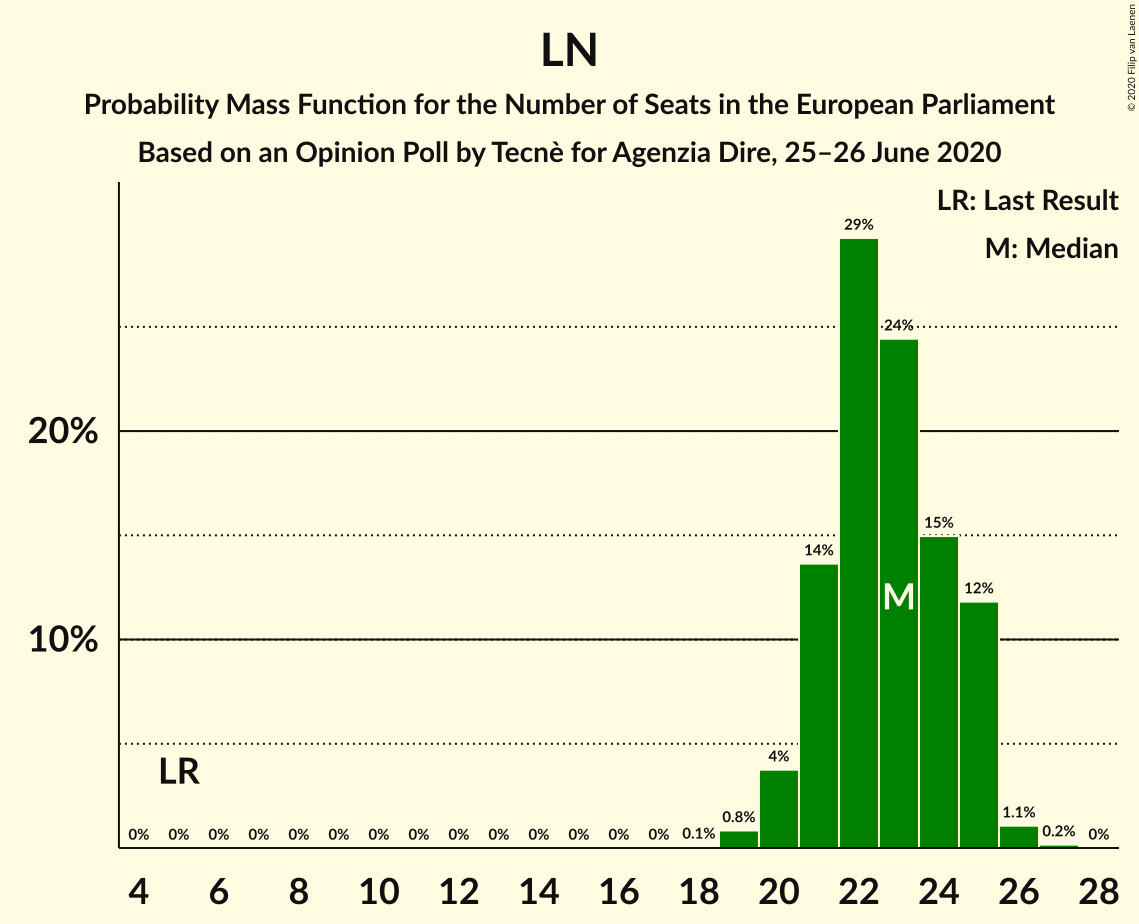 LN
Probability Mass Function for the Number of Seats in the European Parliament
Based on an Opinion Poll by Tecnè for Agenzia Dire, 25–26 June 2020
© 2020 Filip van Laenen
LR: Last Result
M: Median
29%
24%
20%
15%
14%
12%
M
10%
LR
4%
0% 0% 0% 0% 0% 0% 0% 0% 0% 0% 0% 0% 0% 0% 0.1% 0.8% 1.1% 0.2% 0%
4 6 8 10 12 14 16 18 20 22 24 26 28